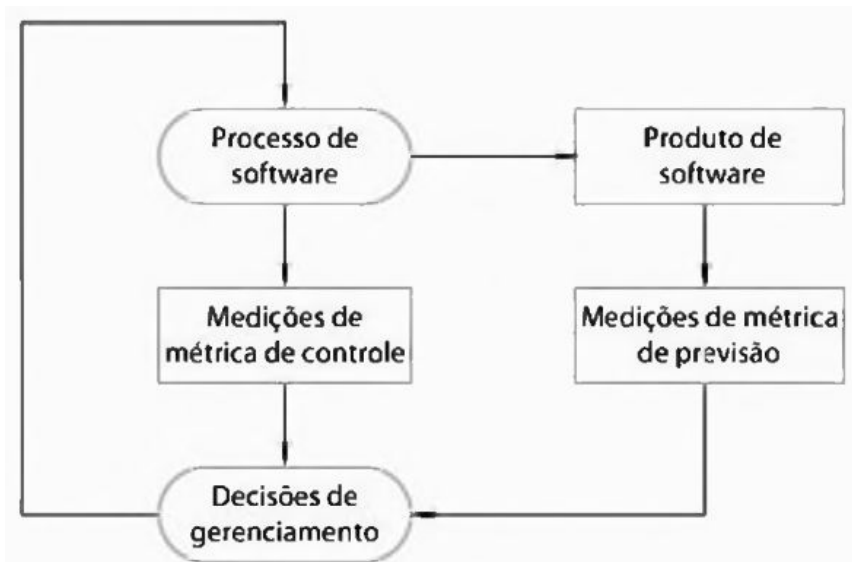 Processo de
software
Produto de
software
Medições de
métrica de controle
Medições de métrica
de previsão
Decisões de
gerenciamento